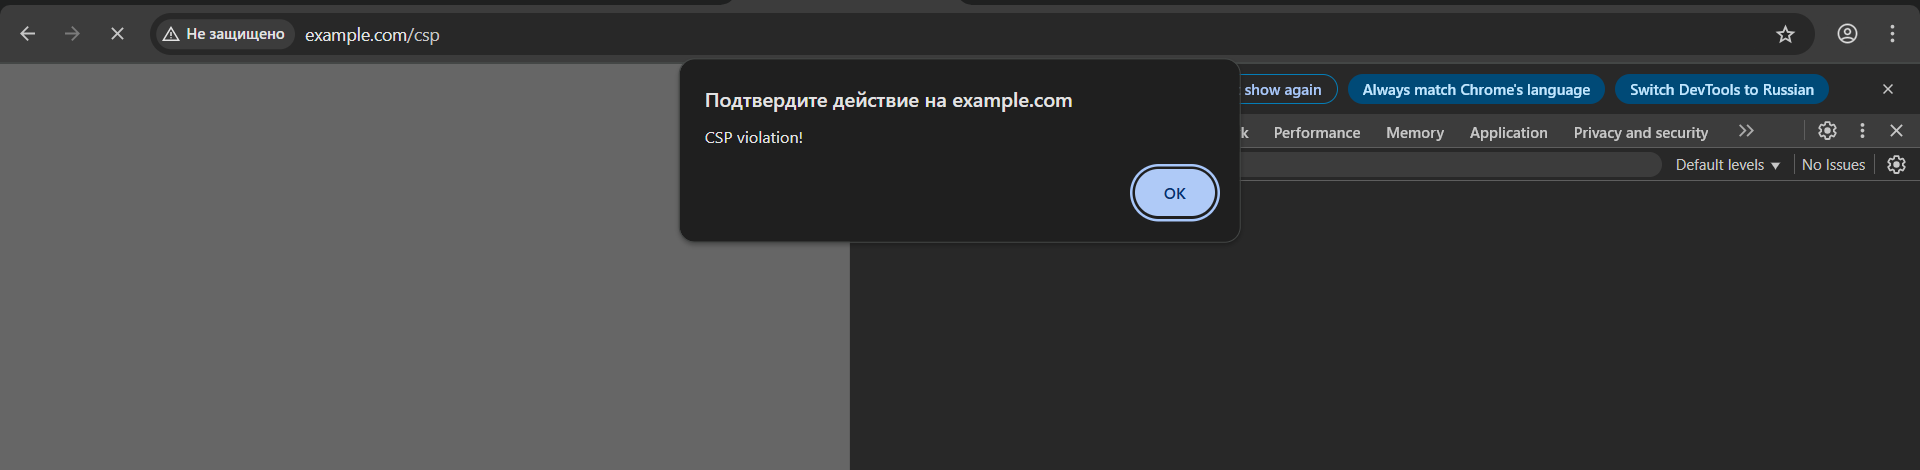 Не защищено example.com/csp
Подтвердите действие на example.com
CSP violation!
OK
show again Always match Chrome's language Switch DevTools to Russian
Performance Memory Application Privacy and security
Default levels No Issues